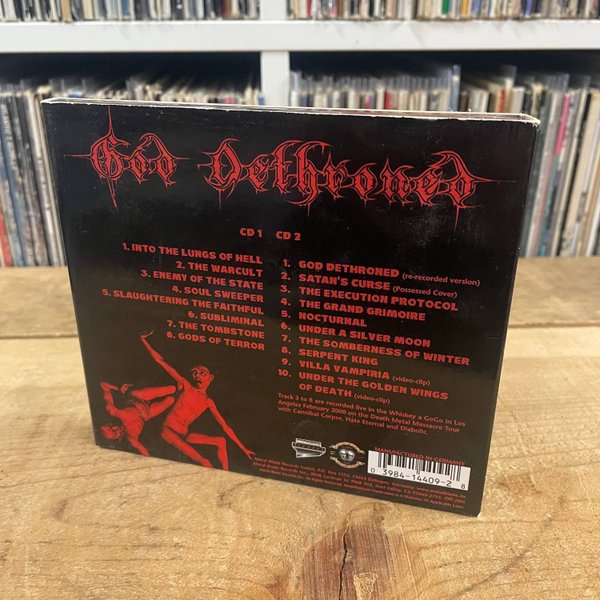 God Dethroned
CD 1 CD 2
1. INTO THE LUNGS OF HELL
2. THE WARCULT
3. ENEMY OF THE STATE
4. SOUL SWEEPER
5. SLAUGHTERING THE FAITHFUL
6. SUBLIMINAL
7. THE TOMBSTONE
8. GODS OF TERROR
1. GOD DETHRONED (re-recorded version)
2. SATAN'S CURSE (Possessed Cover)
3. THE EXECUTION PROTOCOL
4. THE GRAND GRIMOIRE
5. NOCTURNAL
6. UNDER A SILVER MOON
7. THE SOMBERNESS OF WINTER
8. SERPENT KING
9. VILLA VAMPIRIA (video-clip)
10. UNDER THE GOLDEN WINGS
OF DEATH (video-clip)
Track 3 to 8 are recorded live in the Whiskey a GoGo in Los
Angeles February 2000 on the Death Metal Massacre Tour
with Cannibal Corpse, Hate Eternal and Diabolic.
MANUFACTURED IN GERMANY
0 3984-14409-2 8